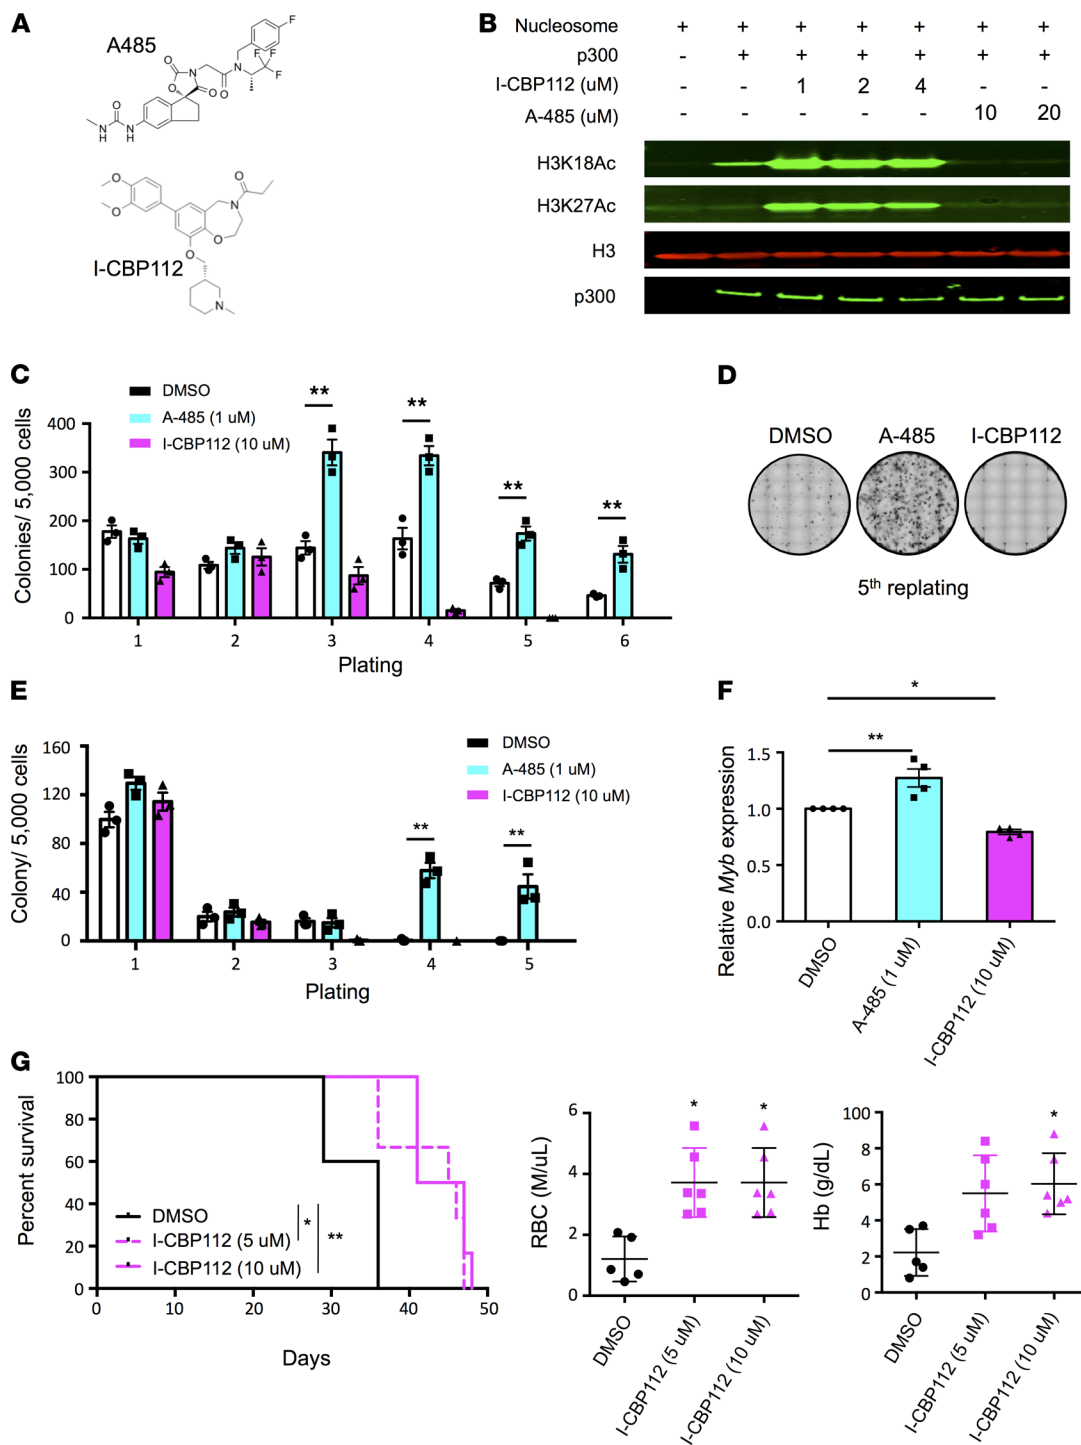 A
A485
F
F
F
F
O
N
O
O
O
N
O
N
H
N
H
O
O
O
N
O
O
I-CBP112
N
B
Nucleosome + + + + + + +
p300 - + + + + + +
I-CBP112 (uM) - - 1 2 4 - -
A-485 (uM) - - - - - 10 20
H3K18Ac
H3K27Ac
H3
p300
C
DMSO
A-485 (1 uM)
I-CBP112 (10 uM)
Colonies/ 5,000 cells
400
300
200
100
0
** ** ** **
1 2 3 4 5 6
Plating
D
DMSO A-485 I-CBP112
5th replating
E
DMSO
A-485 (1 uM)
I-CBP112 (10 uM)
Colony/ 5,000 cells
160
120
80
40
0
** **
1 2 3 4 5
Plating
F
*
**
Relative Myb expression
1.5
1.0
0.5
0.0
DMSO
A-485 (1 uM)
I-CBP112 (10 uM)
G
Percent survival
100
80
60
40
20
0
DMSO
I-CBP112 (5 uM)
I-CBP112 (10 uM)
*
**
0 10 20 30 40 50
Days
RBC (M/uL)
6
4
2
0
* *
DMSO
I-CBP112 (5 uM)
I-CBP112 (10 uM)
Hb (g/dL)
100
8
6
4
2
0
*
DMSO
I-CBP112 (5 uM)
I-CBP112 (10 uM)